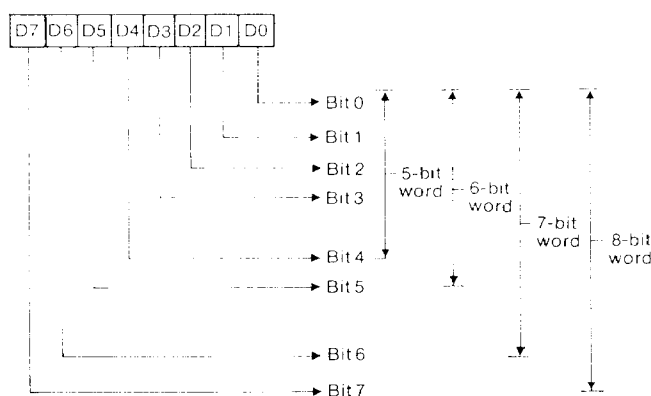 D7 D6 D5 D4 D3 D2 D1 D0
Bit 0
Bit 1
Bit 2
Bit 3
Bit 4
Bit 5
Bit 6
Bit 7
5-bit
word
6-bit
word
7-bit
word
8-bit
word